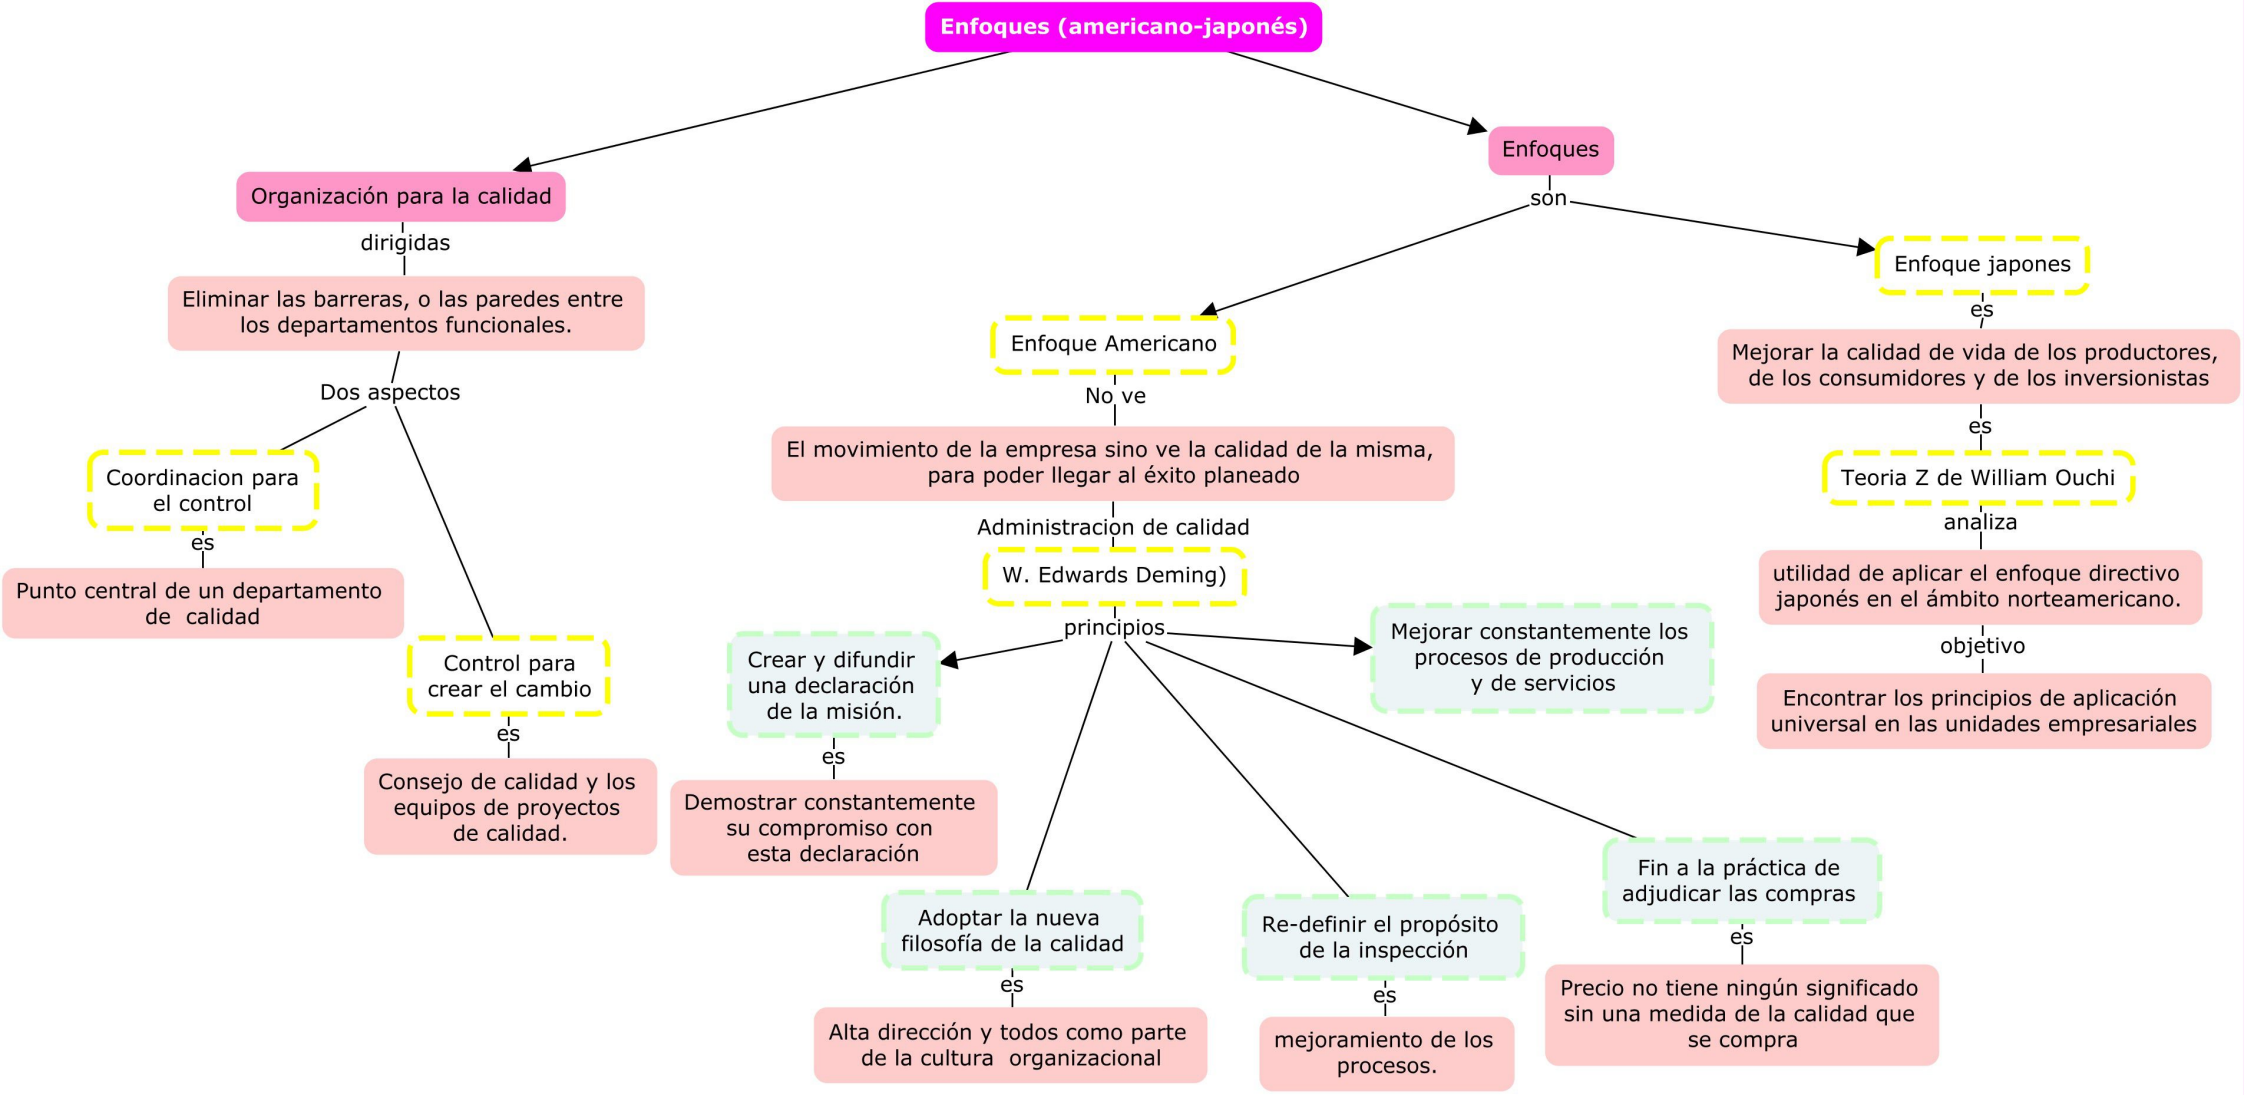 Enfoques (americano-japonés)
Organización para la calidad
dirigidas
Eliminar las barreras, o las paredes entre
los departamentos funcionales.
Dos aspectos
Coordinacion para
el control
es
Punto central de un departamento
de calidad
Control para
crear el cambio
es
Consejo de calidad y los
equipos de proyectos
de calidad.
Enfoques
son
Enfoque Americano
No ve
El movimiento de la empresa sino ve la calidad de la misma,
para poder llegar al éxito planeado
Administracion de calidad
W. Edwards Deming)
principios
Crear y difundir
una declaración
de la misión.
es
Demostrar constantemente
su compromiso con
esta declaración
Adoptar la nueva
filosofía de la calidad
es
Alta dirección y todos como parte
de la cultura organizacional
Re-definir el propósito
de la inspección
es
mejoramiento de los
procesos.
Fin a la práctica de
adjudicar las compras
es
Precio no tiene ningún significado
sin una medida de la calidad que
se compra
Mejorar constantemente los
procesos de producción
y de servicios
Enfoque japones
es
Mejorar la calidad de vida de los productores,
de los consumidores y de los inversionistas
es
Teoria Z de William Ouchi
analiza
utilidad de aplicar el enfoque directivo
japonés en el ámbito norteamericano.
objetivo
Encontrar los principios de aplicación
universal en las unidades empresariales